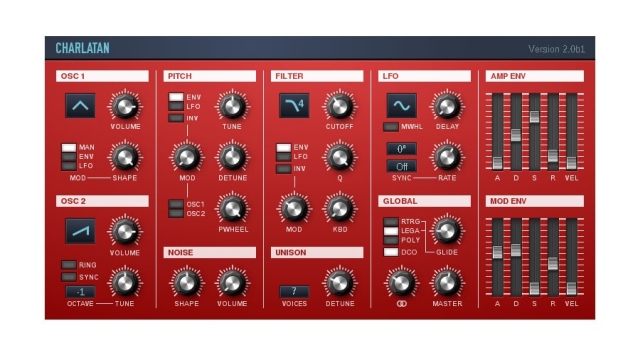 CHARLATAN
Version 2.0b1
OSC 1
VOLUME
MAN
ENV
LFO
MOD SHAPE
OSC 2
VOLUME
RING
SYNC
-1
OCTAVE TUNE
PITCH
ENV
LFO
INV
TUNE
MOD
DETUNE
OSC1
OSC2
PWHEEL
NOISE
SHAPE
VOLUME
FILTER
4
CUTOFF
ENV
LFO
INV
Q
MOD
KBD
UNISON
7
VOICES
DETUNE
LFO
MWHL
DELAY
0°
Off
SYNC RATE
GLOBAL
RTRG
LEGA
POLY
DCO
GLIDE
MASTER
AMP ENV
A D S R VEL
MOD ENV
A D S R VEL